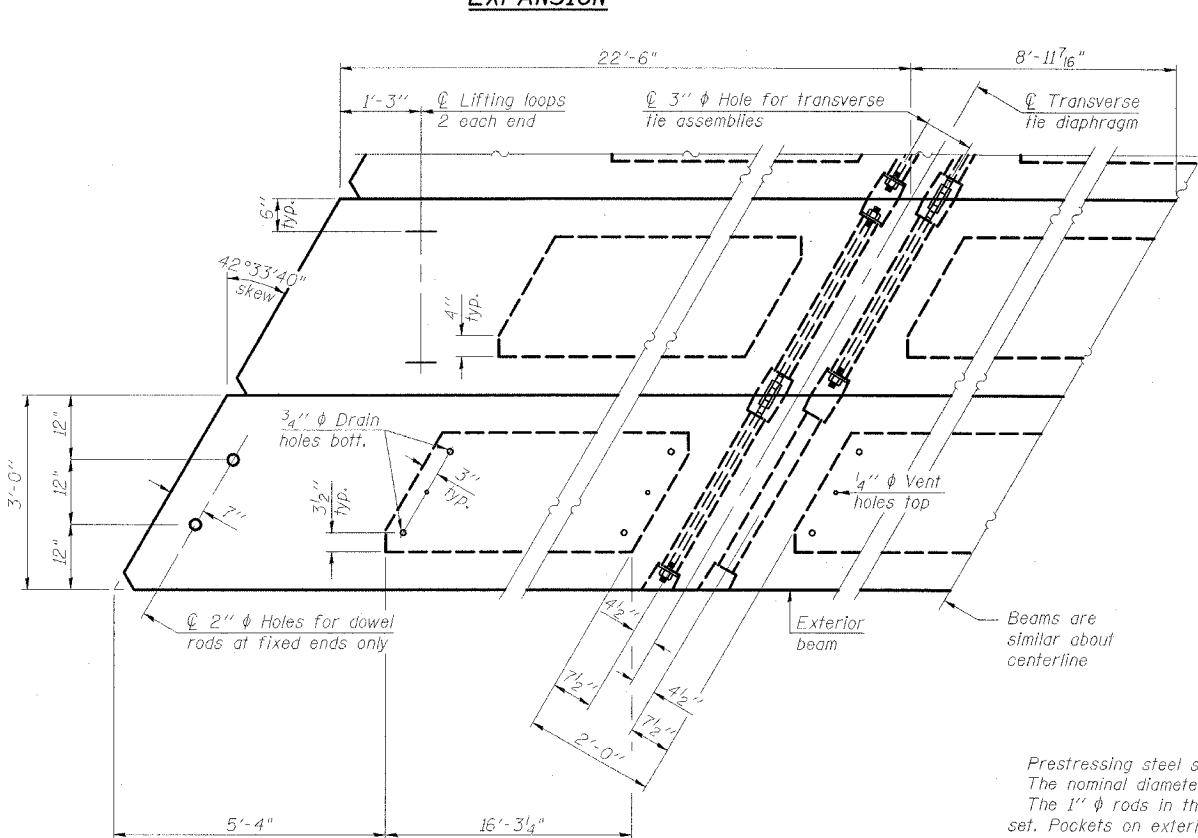 EXPANSION
22'-6"
8'-11 7/16"
1'-3"
℄ Lifting loops
2 each end
℄ 3" ϕ Hole for transverse
tie assemblies
℄ Transverse
tie diaphragm
6"
typ.
42°33'40"
skew
4"
typ.
3'-0"
12"
12"
12"
3/4" ϕ Drain
holes bott.
3"
typ.
3 1/2"
typ.
7"
1/4" ϕ Vent
holes top
℄ 2" ϕ Holes for dowel
rods at fixed ends only
4 1/2"
7 1/2"
4 1/2"
7 1/2"
2'-0"
Exterior
beam
Beams are
similar about
centerline
5'-4"
16'-3 1/4"
Prestressing steel s
The nominal diamete
The 1" ϕ rods in th
set. Pockets on exteri